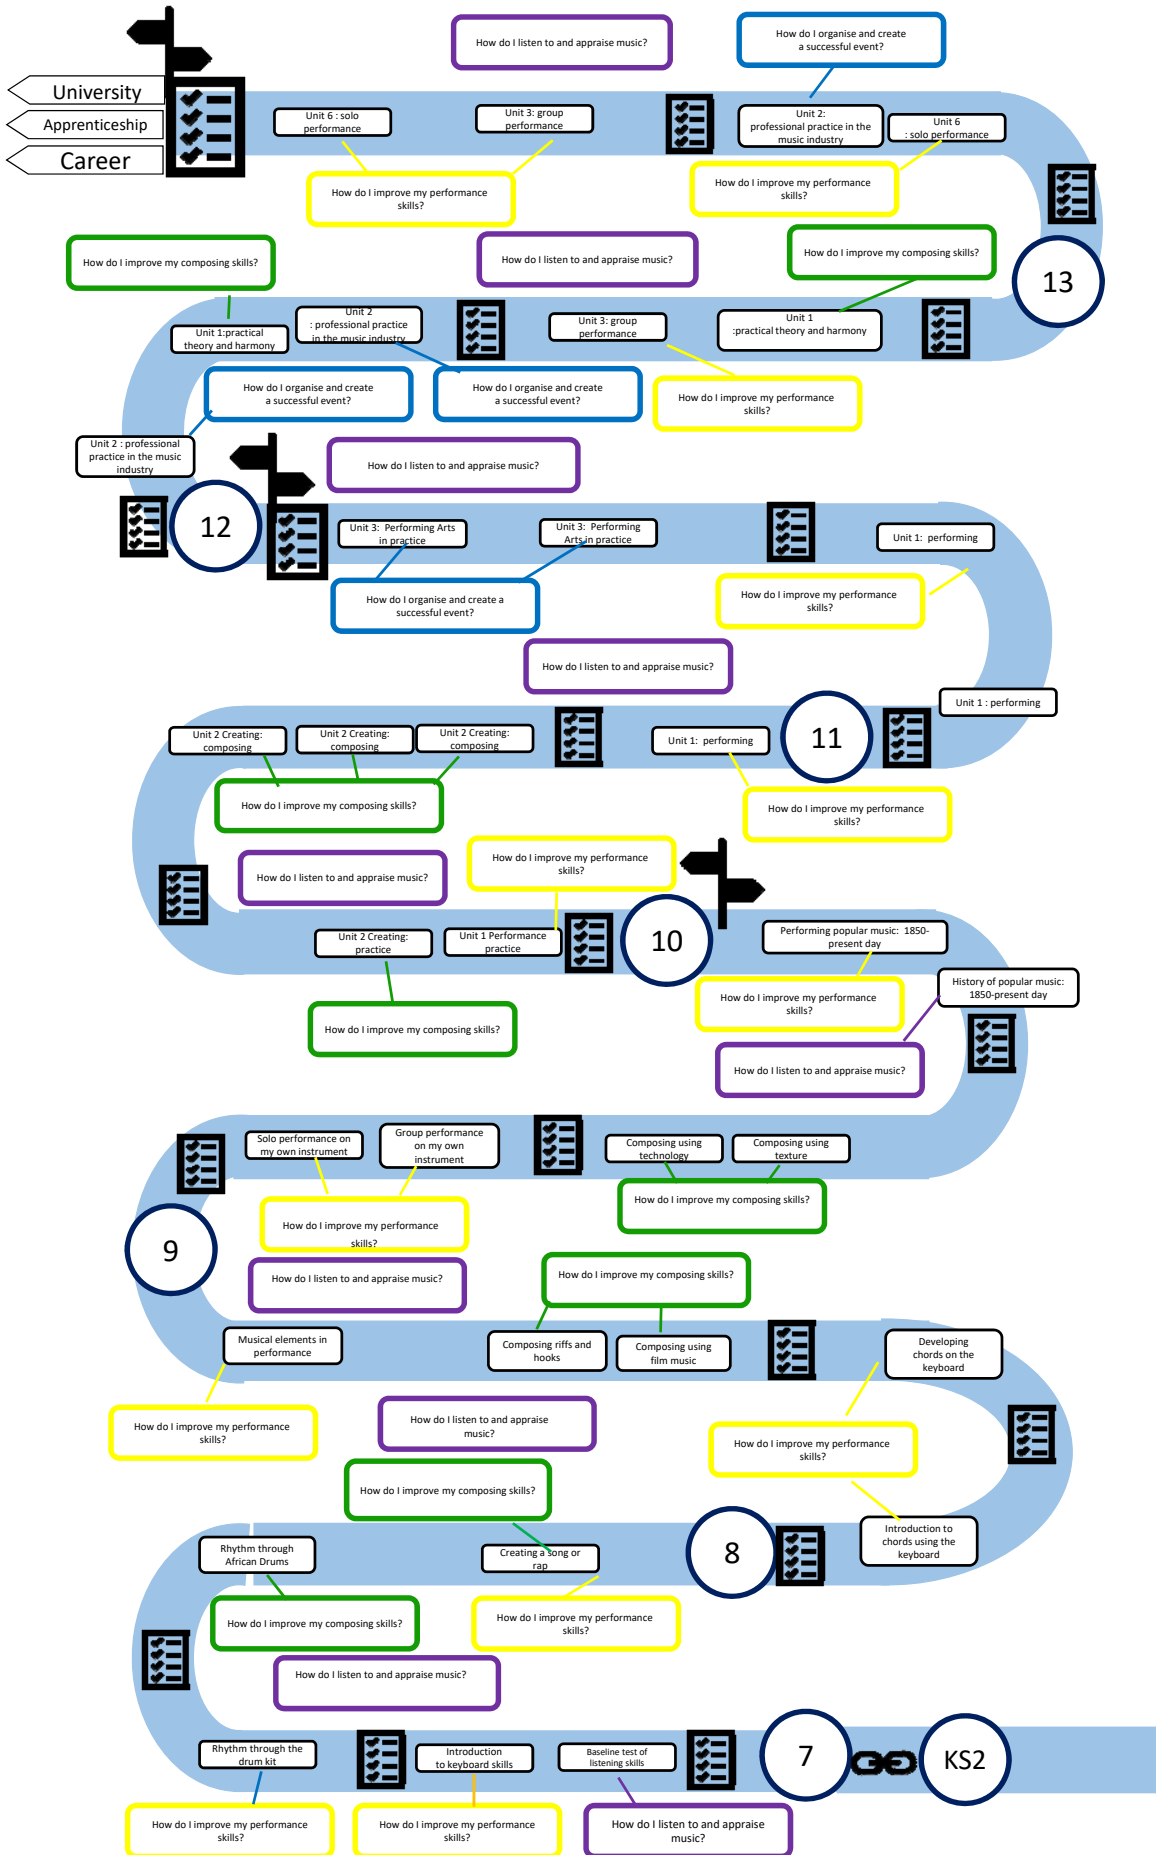 How do I listen to and appraise music?
How do I organise and create
a successful event?
University
Apprenticeship
Career
Unit 6 : solo
performance
Unit 3: group
performance
Unit 2:
professional practice in the
music industry
Unit 6
: solo performance
How do I improve my performance
skills?
How do I improve my performance
skills?
How do I improve my composing skills?
How do I listen to and appraise music?
How do I improve my composing skills?
13
Unit 1:practical
theory and harmony
Unit 2
: professional practice
in the music industry
Unit 3: group
performance
Unit 1
:practical theory and harmony
How do I organise and create
a successful event?
How do I organise and create
a successful event?
How do I improve my performance
skills?
Unit 2 : professional
practice in the music
industry
How do I listen to and appraise music?
12
Unit 3: Performing Arts
in prctice
Unit 3: Performing
Arts in practice
Unit 1: performing
How do I organise and create a
successful event?
How do I improve my performance
skills?
How do I listen to and appraise music?
Unit 1 : performing
Unit 2 Creating:
composing
Unit 2 Creating:
composing
Unit 2 Creating:
composing
Unit 1: performing
11
How do I improve my composing skills?
How do I improve my performance
skills?
How do I listen to and appraise music?
How do I improve my performance
skills?
Unit 2 Creating:
practice
Unit 1 Performance
practice
10
Performing popular music: 1850-
present day
History of popular music:
1850-present day
How do I improve my performance
skills?
How do I improve my composing skills?
How do I listen to and appraise music?
Solo performance on
my own instrument
Group performance
on my own
instrument
Composing using
technology
Composing using
texture
How do I improve my performance
skills?
How do I improve my composing skills?
9
How do I listen to and appraise music?
How do I improve my composing skills?
Musical elements in
performance
Composing riffs and
hooks
Composing using
film music
Developing
chords on the
keyboard
How do I improve my performance
skills?
How do I listen to and appraise
music?
How do I improve my performance
skills?
How do I improve my composing skills?
Rhythm through
African Drums
Creating a song or
rap
8
Introduction to
chords using the
keyboard
How do I improve my composing skills?
How do I improve my performance
skills?
How do I listen to and appraise music?
Rhythm through the
drum kit
Introduction
to keyboard skills
Baseline test of
listening skills
7
KS2
How do I improve my performance
skills?
How do I improve my performance
skills?
How do I listen to and appraise
music?